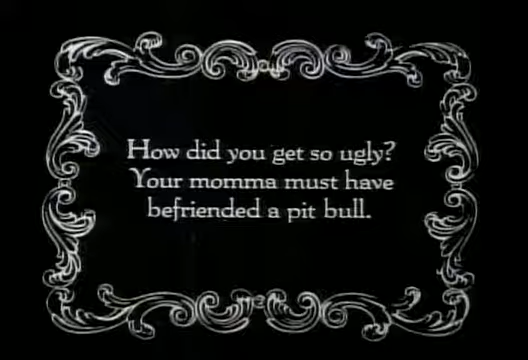 How did you get so ugly?
Your momma must have
befriended a pit bull.